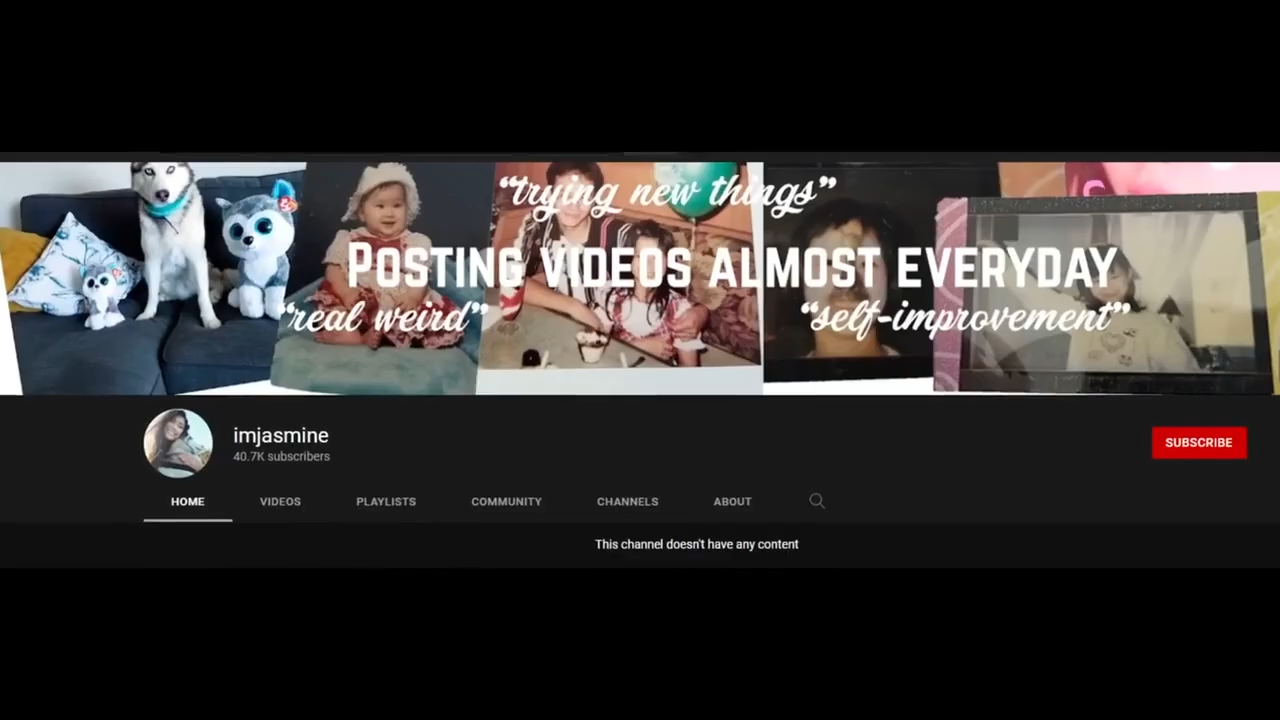 “trying new things”
POSTING VIDEOS ALMOST EVERYDAY
“real weird”
“self-improvement”
imjasmine
40.7K subscribers
SUBSCRIBE
HOME VIDEOS PLAYLISTS COMMUNITY CHANNELS ABOUT
This channel doesn't have any content